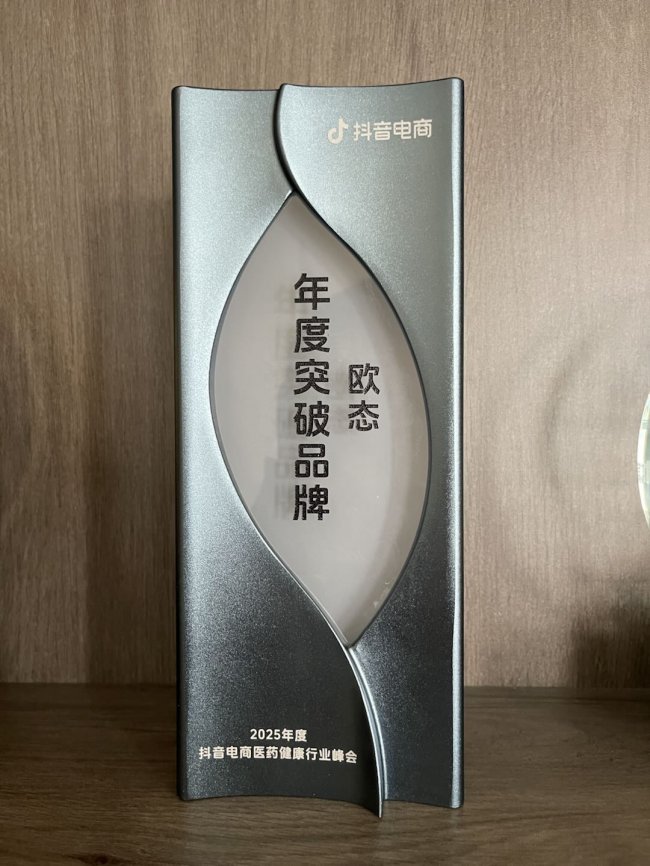 抖音电商
欧态
年度突破品牌
2025年度
抖音电商医药健康行业峰会